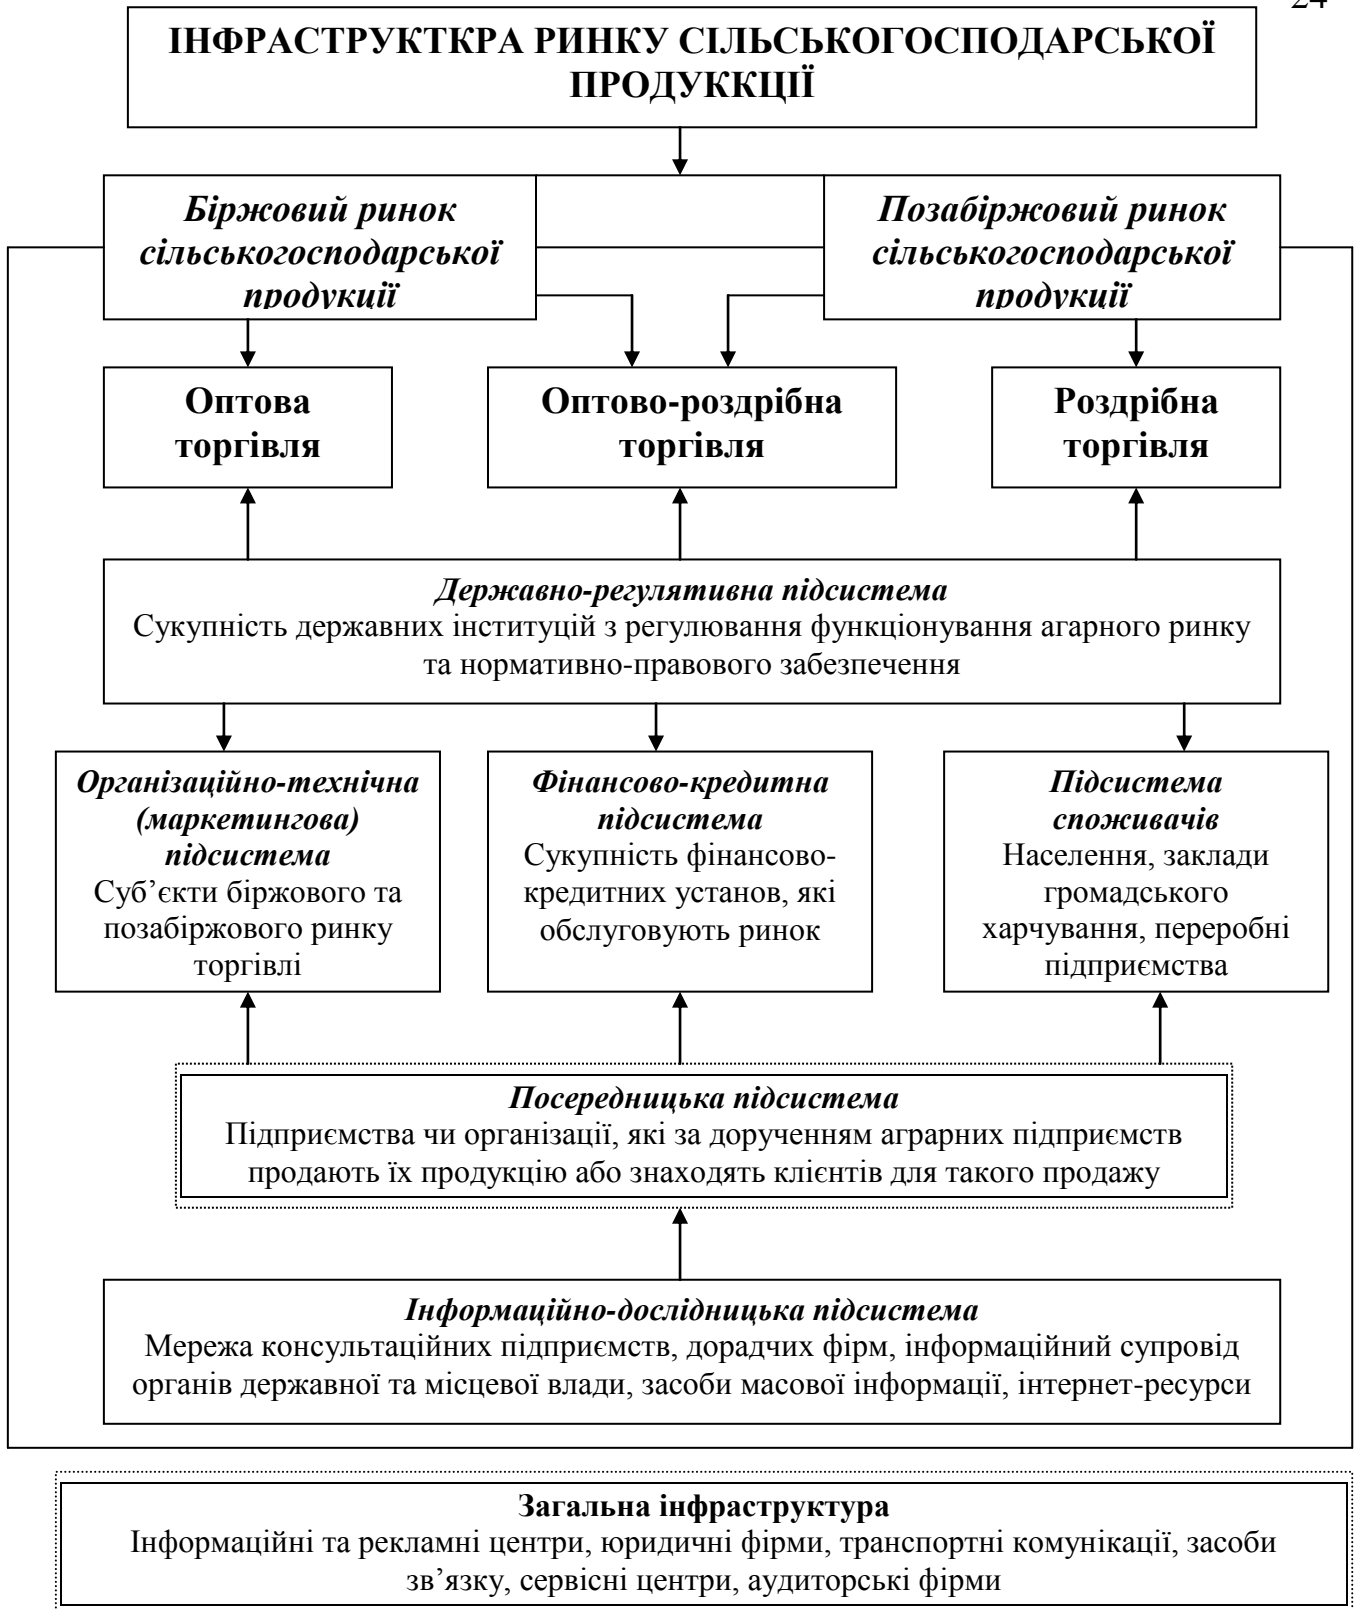 24
ІНФРАСТРУКТКРА РИНКУ СІЛЬСЬКОГОСПОДАРСЬКОЇ
ПРОДУККЦІЇ
Біржовий ринок
сільськогосподарської
продукції
Позабіржовий ринок
сільськогосподарської
продукції
Оптова
торгівля
Оптово-роздрібна
торгівля
Роздрібна
торгівля
Державно-регулятивна підсистема
Сукупність державних інституцій з регулювання функціонування агарного ринку
та нормативно-правового забезпечення
Організаційно-технічна
(маркетингова)
підсистема
Суб’єкти біржового та
позабіржового ринку
торгівлі
Фінансово-кредитна
підсистема
Сукупність фінансово-
кредитних установ, які
обслуговують ринок
Підсистема
споживачів
Населення, заклади
громадського
харчування, переробні
підприємства
Посередницька підсистема
Підприємства чи організації, які за дорученням аграрних підприємств
продають їх продукцію або знаходять клієнтів для такого продажу
Інформаційно-дослідницька підсистема
Мережа консультаційних підприємств, дорадчих фірм, інформаційний супровід
органів державної та місцевої влади, засоби масової інформації, інтернет-ресурси
Загальна інфраструктура
Інформаційні та рекламні центри, юридичні фірми, транспортні комунікації, засоби
зв’язку, сервісні центри, аудиторські фірми